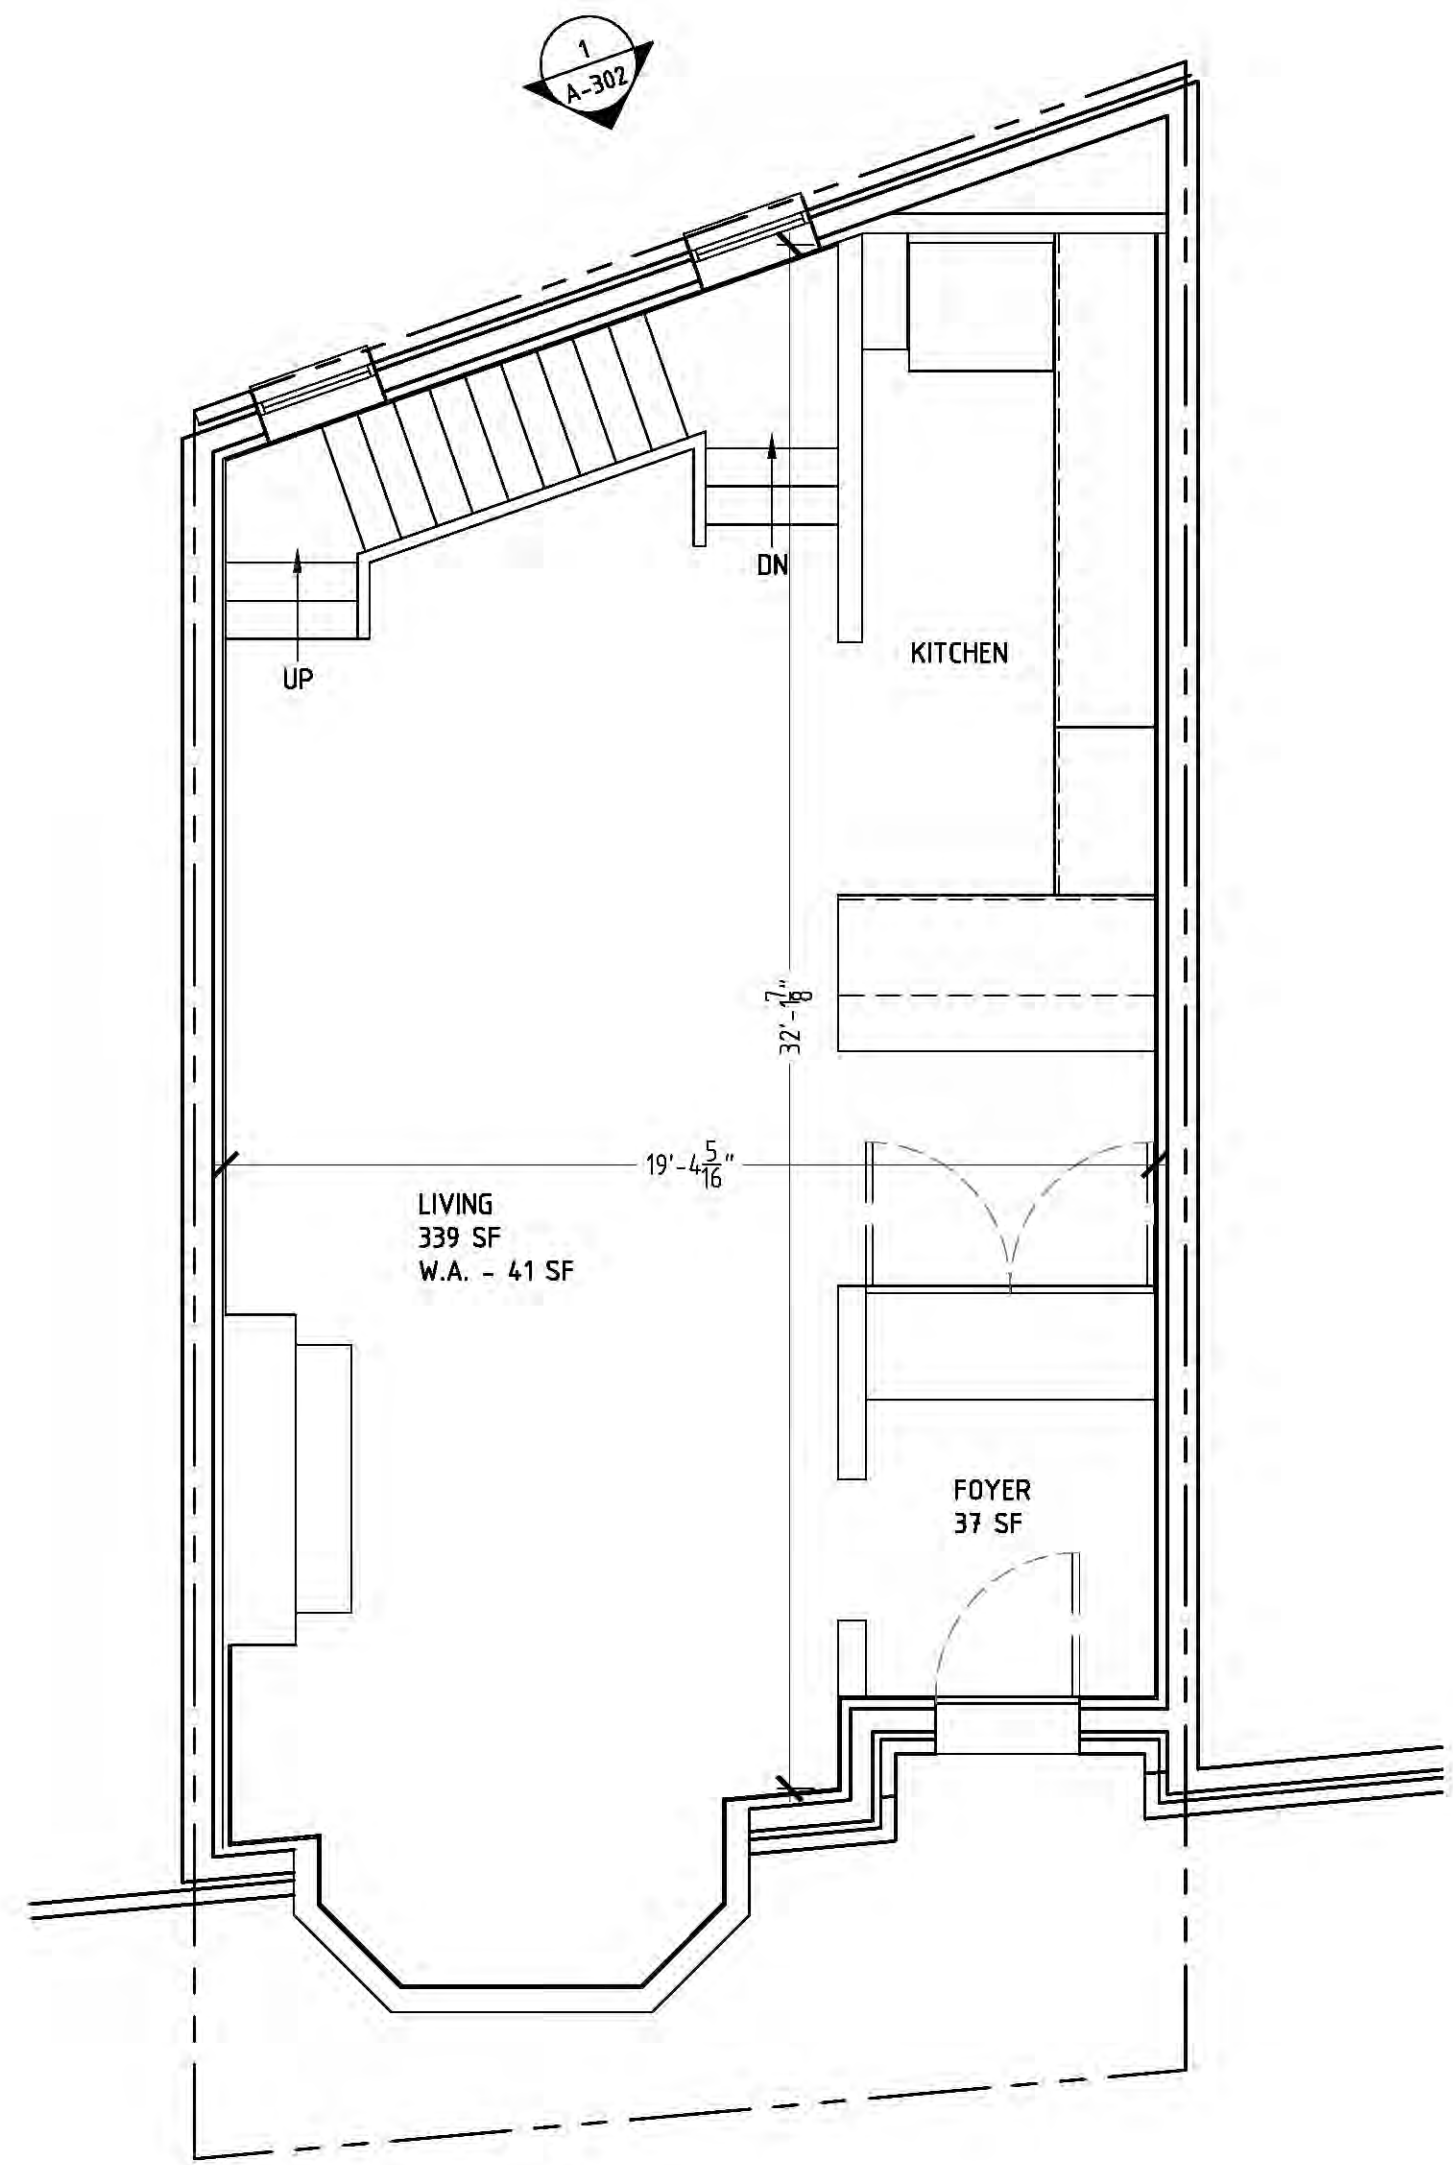 1
A-302
DN
KITCHEN
UP
32'-1 7/8"
19'-4 5/16"
LIVING
339 SF
W.A. - 41 SF
FOYER
37 SF